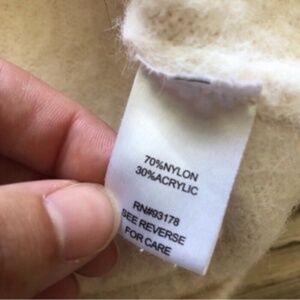 70%NYLON
30%ACRYLIC
RN#93178
SEE REVERSE
FOR CARE